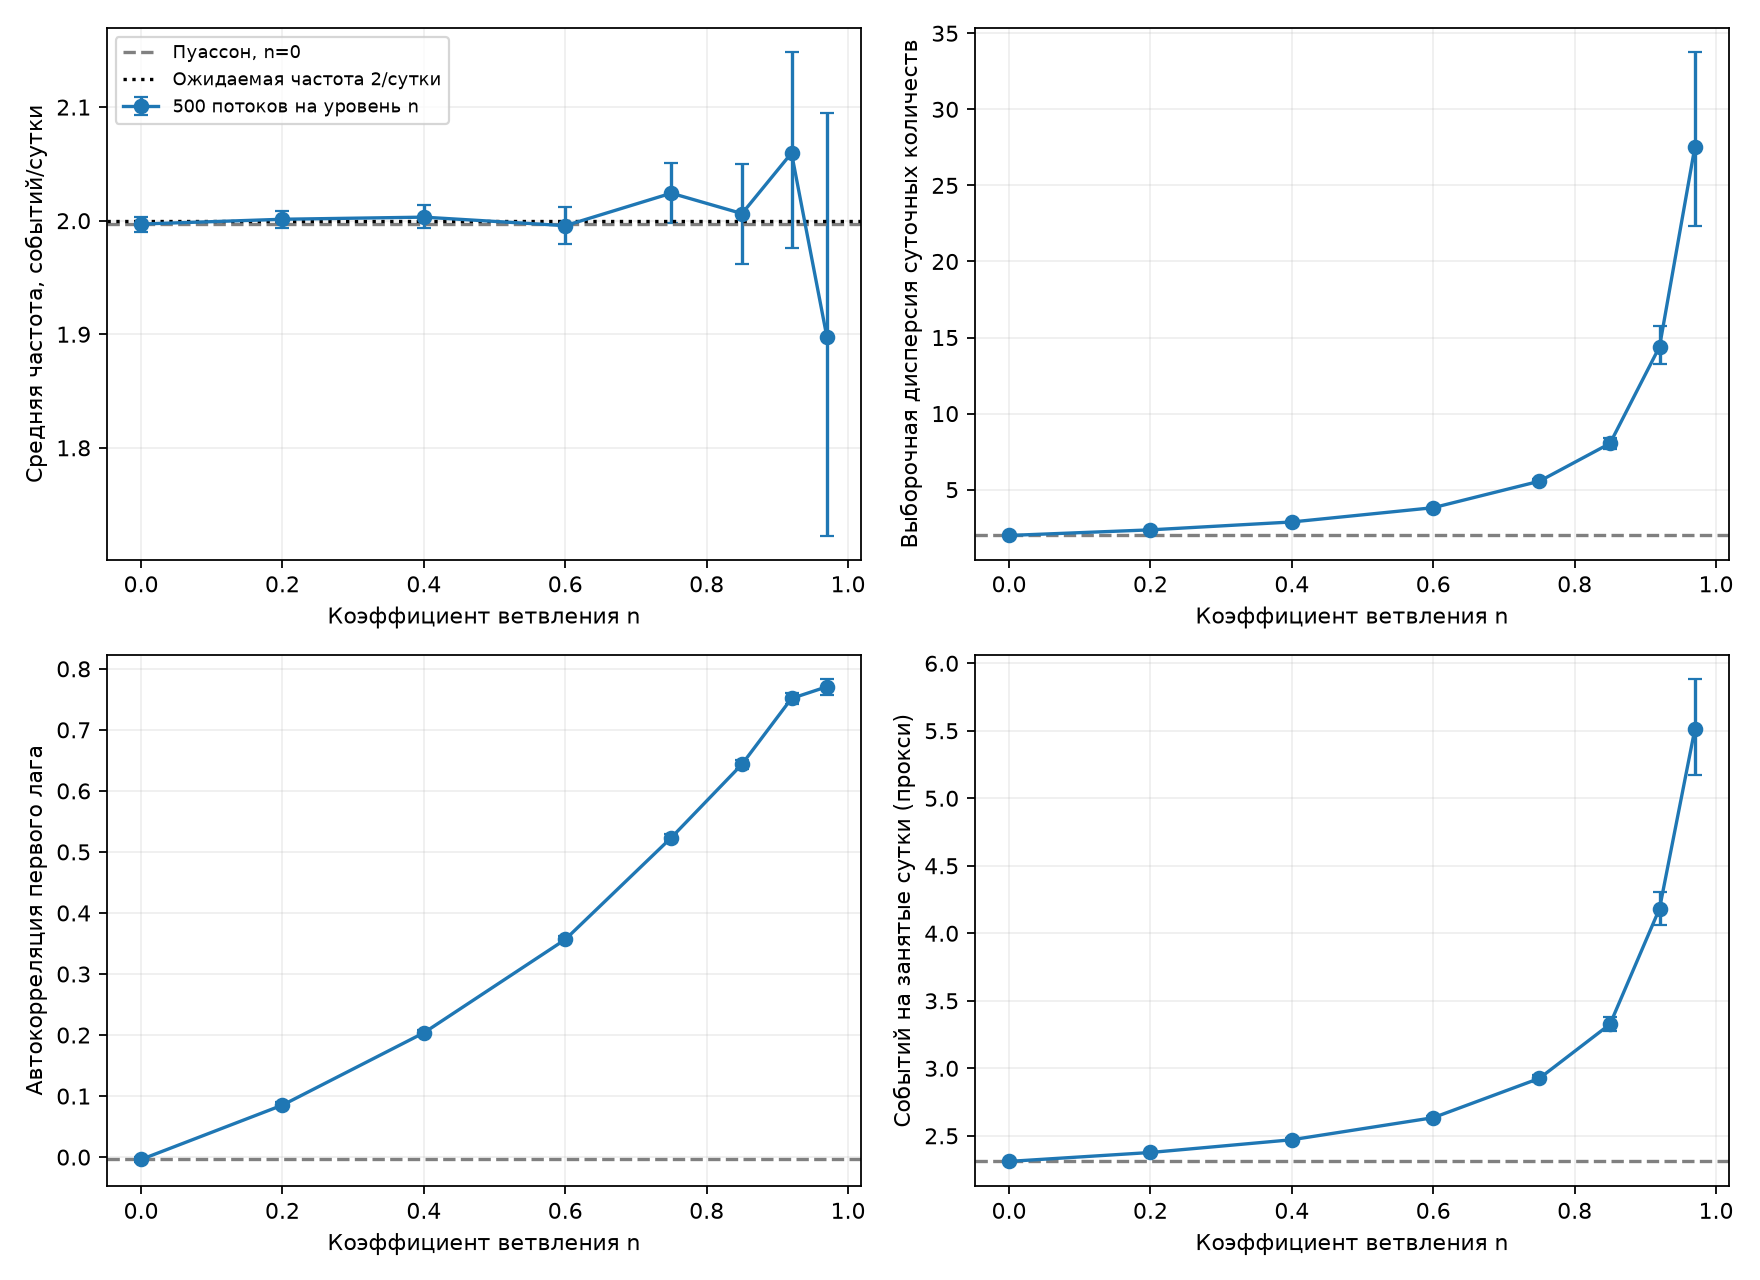 Средняя частота, событий/сутки
2.1
2.0
1.9
1.8
Пуассон, n=0
Ожидаемая частота 2/сутки
500 потоков на уровень n
0.0 0.2 0.4 0.6 0.8 1.0
Коэффициент ветвления n
Выборочная дисперсия суточных количеств
35
30
25
20
15
10
5
0.0 0.2 0.4 0.6 0.8 1.0
Коэффициент ветвления n
Автокорреляция первого лага
0.8
0.7
0.6
0.5
0.4
0.3
0.2
0.1
0.0
0.0 0.2 0.4 0.6 0.8 1.0
Коэффициент ветвления n
Событий на занятые сутки (прокси)
6.0
5.5
5.0
4.5
4.0
3.5
3.0
2.5
0.0 0.2 0.4 0.6 0.8 1.0
Коэффициент ветвления n